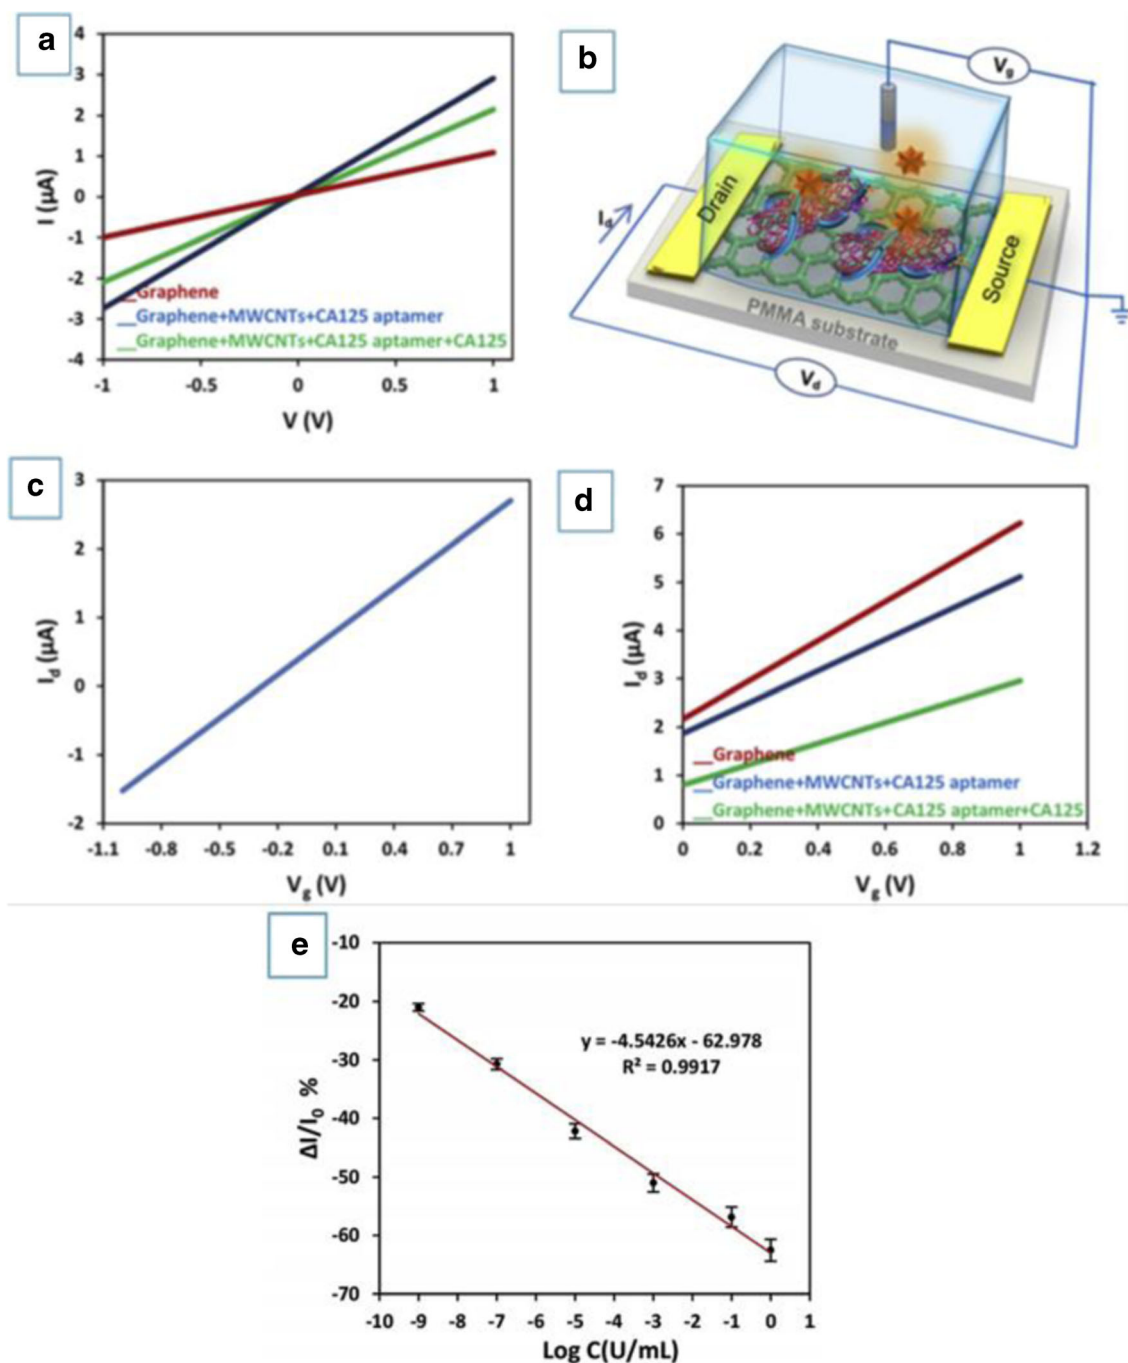 a
4
3
2
1
0
-1
-2
-3
-4
I (µA)
__Graphene
__Graphene+MWCNTs+CA125 aptamer
__Graphene+MWCNTs+CA125 aptamer+CA125
-1 -0.5 0 0.5 1
V (V)
b
Vg
Drain
Id
Source
PMMA substrate
Vd
c
3
2
1
0
-1
-2
Id (µA)
-1.1 -0.8 -0.5 -0.2 0.1 0.4 0.7 1
Vg (V)
d
7
6
5
4
3
2
1
0
Id (µA)
__Graphene
__Graphene+MWCNTs+CA125 aptamer
__Graphene+MWCNTs+CA125 aptamer+CA125
0 0.2 0.4 0.6 0.8 1 1.2
Vg (V)
e
-10
-20
-30
-40
-50
-60
-70
ΔI/I0 %
y = -4.5426x - 62.978
R² = 0.9917
-10 -9 -8 -7 -6 -5 -4 -3 -2 -1 0 1
Log C(U/mL)